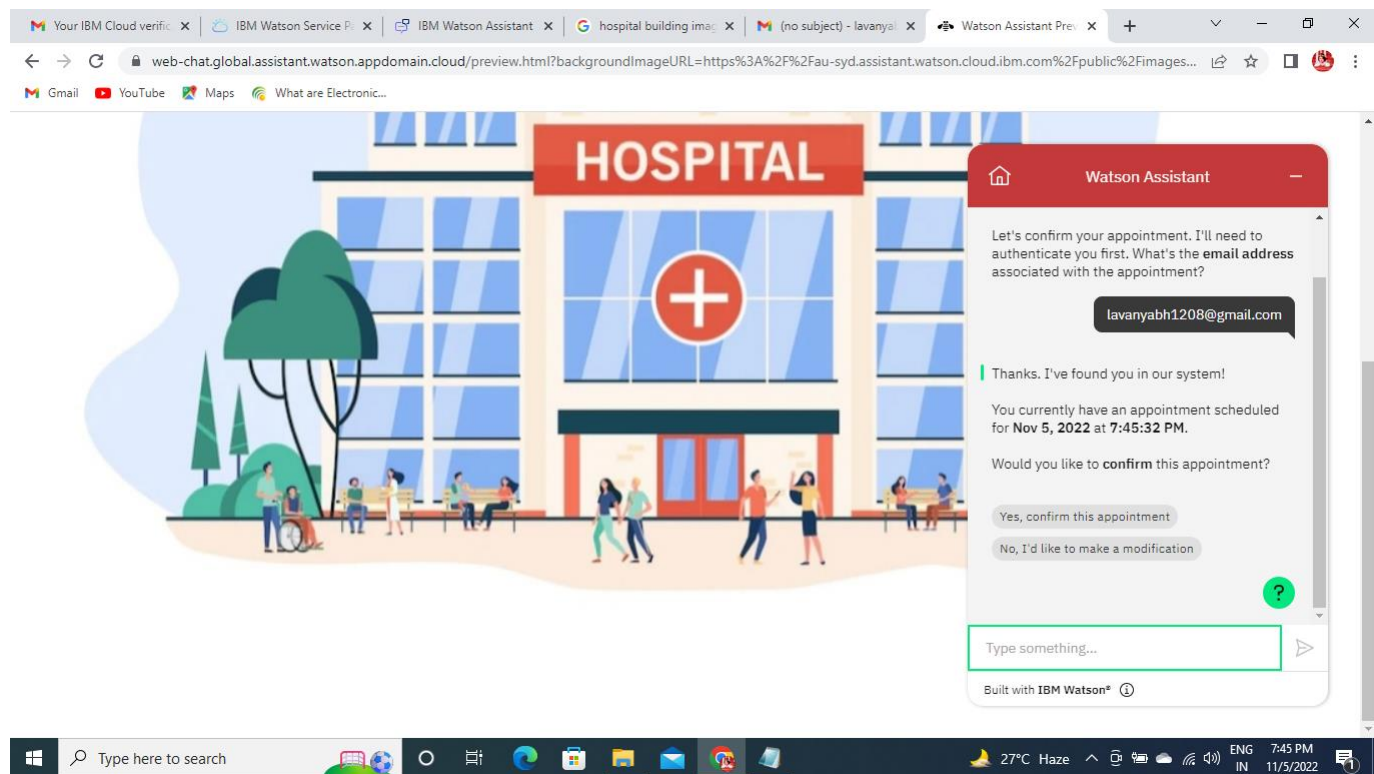 Your IBM Cloud verific
IBM Watson Service Pa
IBM Watson Assistant
hospital building imag
(no subject) - lavanyab
Watson Assistant Prev
web-chat.global.assistant.watson.appdomain.cloud/preview.html?backgroundImageURL=https%3A%2F%2Fau-syd.assistant.watson.cloud.ibm.com%2Fpublic%2Fimages...
Gmail
YouTube
Maps
What are Electronic...
HOSPITAL
Watson Assistant
Let's confirm your appointment. I'll need to
authenticate you first. What's the email address
associated with the appointment?
lavanyabh1208@gmail.com
Thanks. I've found you in our system!
You currently have an appointment scheduled
for Nov 5, 2022 at 7:45:32 PM.
Would you like to confirm this appointment?
Yes, confirm this appointment
No, I'd like to make a modification
?
Type something...
Built with IBM Watson®
Type here to search
27°C Haze
ENG
IN
7:45 PM
11/5/2022
1